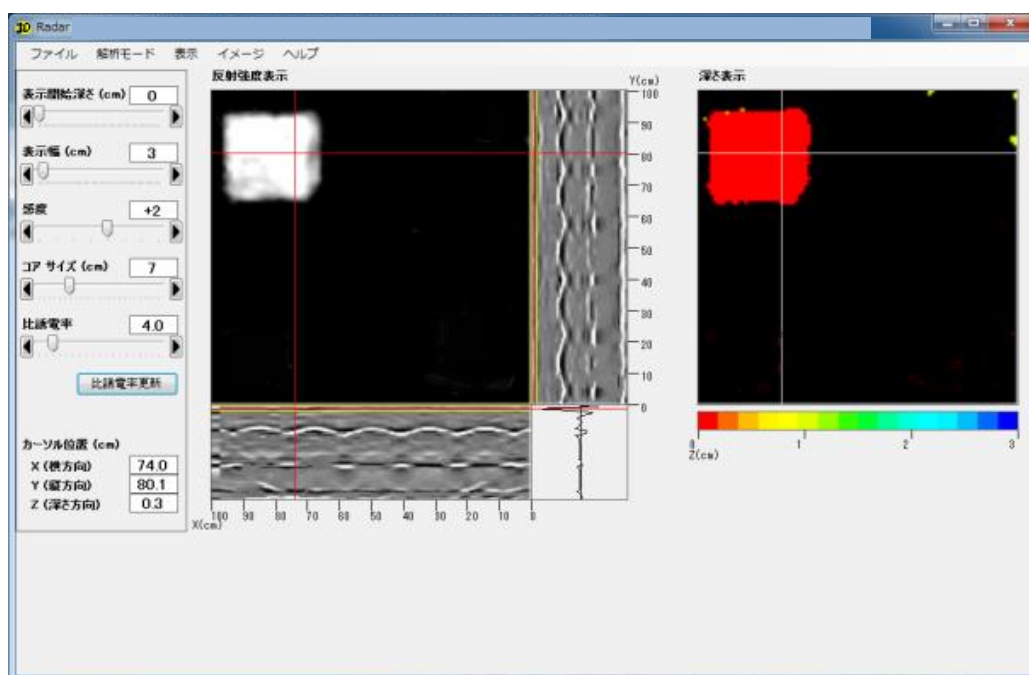 3D Radar
ファイル 解析モード 表示 イメージ ヘルプ
反射強度表示
Y(cm)
深さ表示
表示開始深さ (cm) 0
表示幅 (cm) 3
感度 +2
コア サイズ (cm) 7
比誘電率 4.0
比誘電率更新
カーソル位置 (cm)
X (横方向) 74.0
Y (縦方向) 80.1
Z (深さ方向) 0.3
100
90
80
70
60
50
40
30
20
10
0
100 90 80 70 60 50 40 30 20 10 0
X(cm)
0 1 2 3
Z(cm)